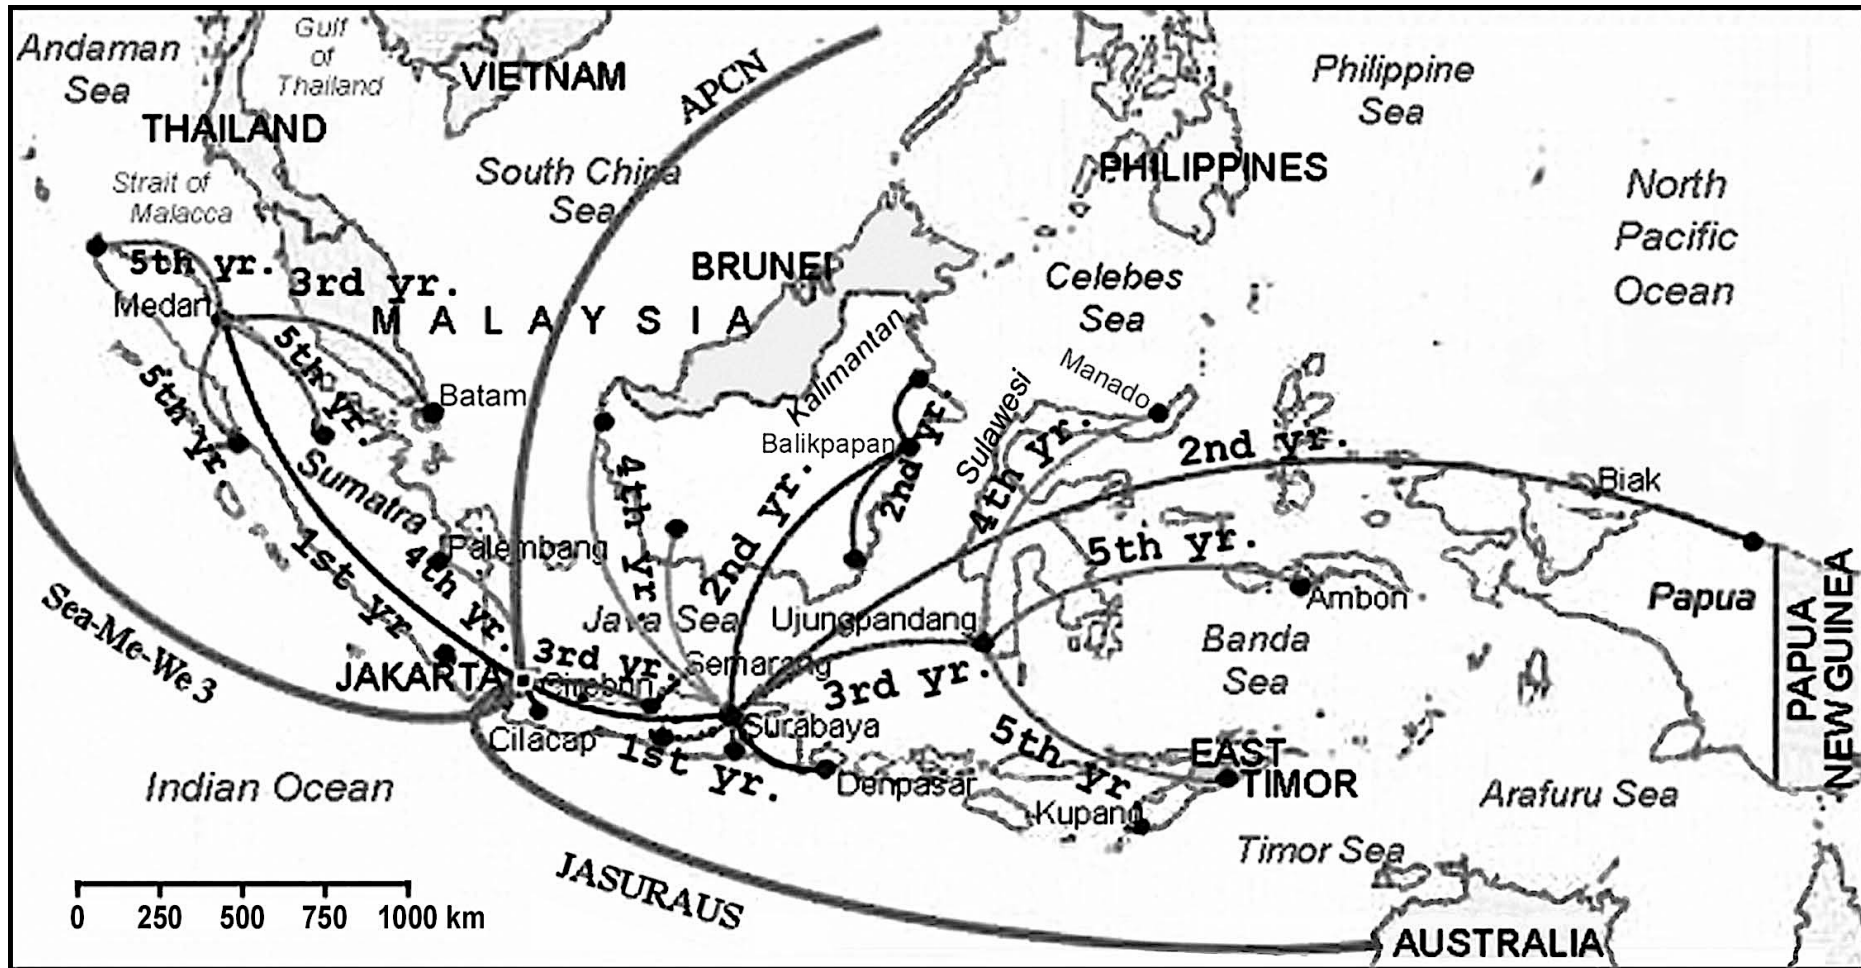 Andaman
Sea
Gulf
of
Thailand
VIETNAM
APCN
Philippine
Sea
THAILAND
Strait of
Malacca
South China
Sea
PHILIPPINES
North
Pacific
Ocean
5th yr.
3rd yr.
BRUNEI
Celebes
Sea
Medan
MALAYSIA
5th yr.
5th yr.
Batam
Kalimantan
Balikpapan
Sulawesi
Manado
2nd yr.
4th yr.
2nd yr.
Biak
Sumatra
4th yr.
2nd yr.
1st yr.
4th yr.
Palembang
5th yr.
Ambon
Papua
PAPUA
NEW GUINEA
Java Sea
Ujungpandang
Banda
Sea
Sea-Me-We 3
JAKARTA
3rd yr.
Cirebon
Semarang
3rd yr.
Surabaya
Cilacap
1st yr.
Denpasar
5th yr.
EAST
TIMOR
Kupang
Indian Ocean
Arafuru Sea
Timor Sea
JASURAUS
AUSTRALIA
0 250 500 750 1000 km